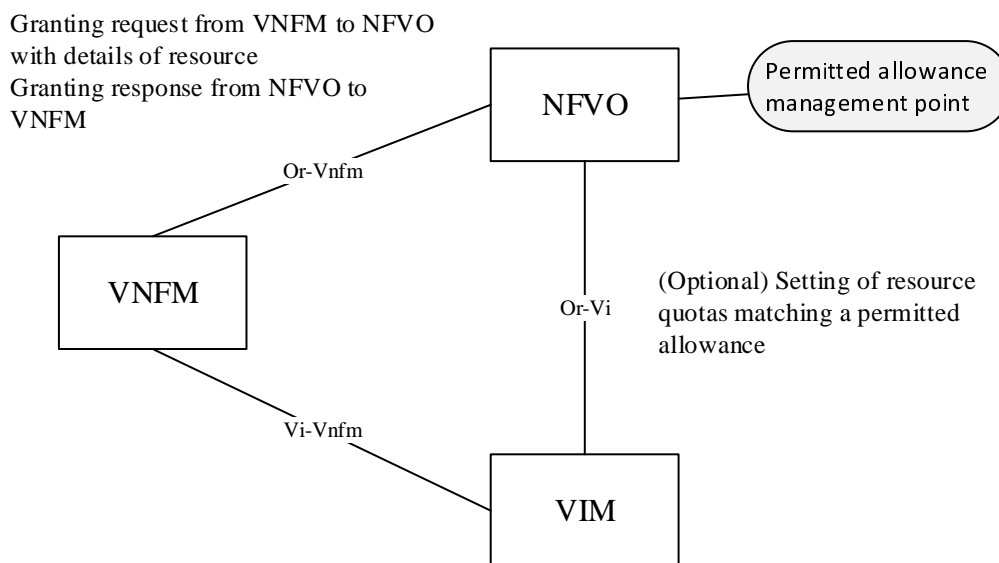 Granting request from VNFM to NFVO
with details of resource
Granting response from NFVO to
VNFM
NFVO
Permitted allowance
management point
Or-Vnfm
VNFM
(Optional) Setting of resource
quotas matching a permitted
allowance
Or-Vi
Vi-Vnfm
VIM